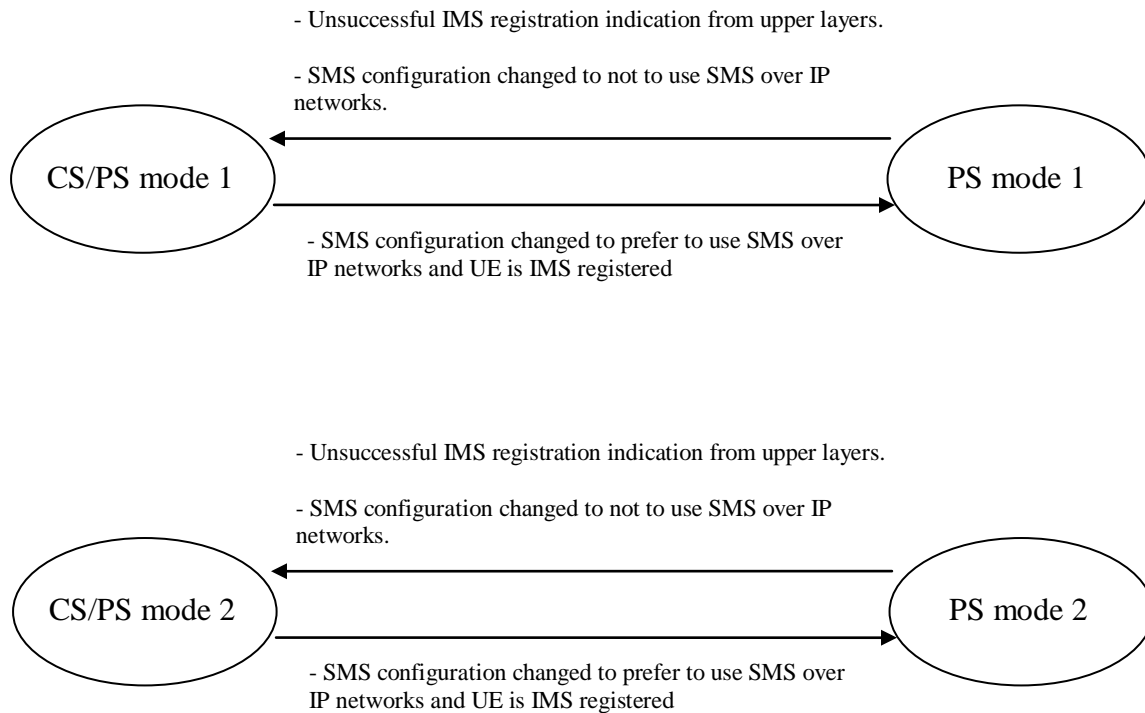 - Unsuccessful IMS registration indication from upper layers.
- SMS configuration changed to not to use SMS over IP
networks.
CS/PS mode 1
PS mode 1
- SMS configuration changed to prefer to use SMS over
IP networks and UE is IMS registered
- Unsuccessful IMS registration indication from upper layers.
- SMS configuration changed to not to use SMS over IP
networks.
CS/PS mode 2
PS mode 2
- SMS configuration changed to prefer to use SMS over
IP networks and UE is IMS registered